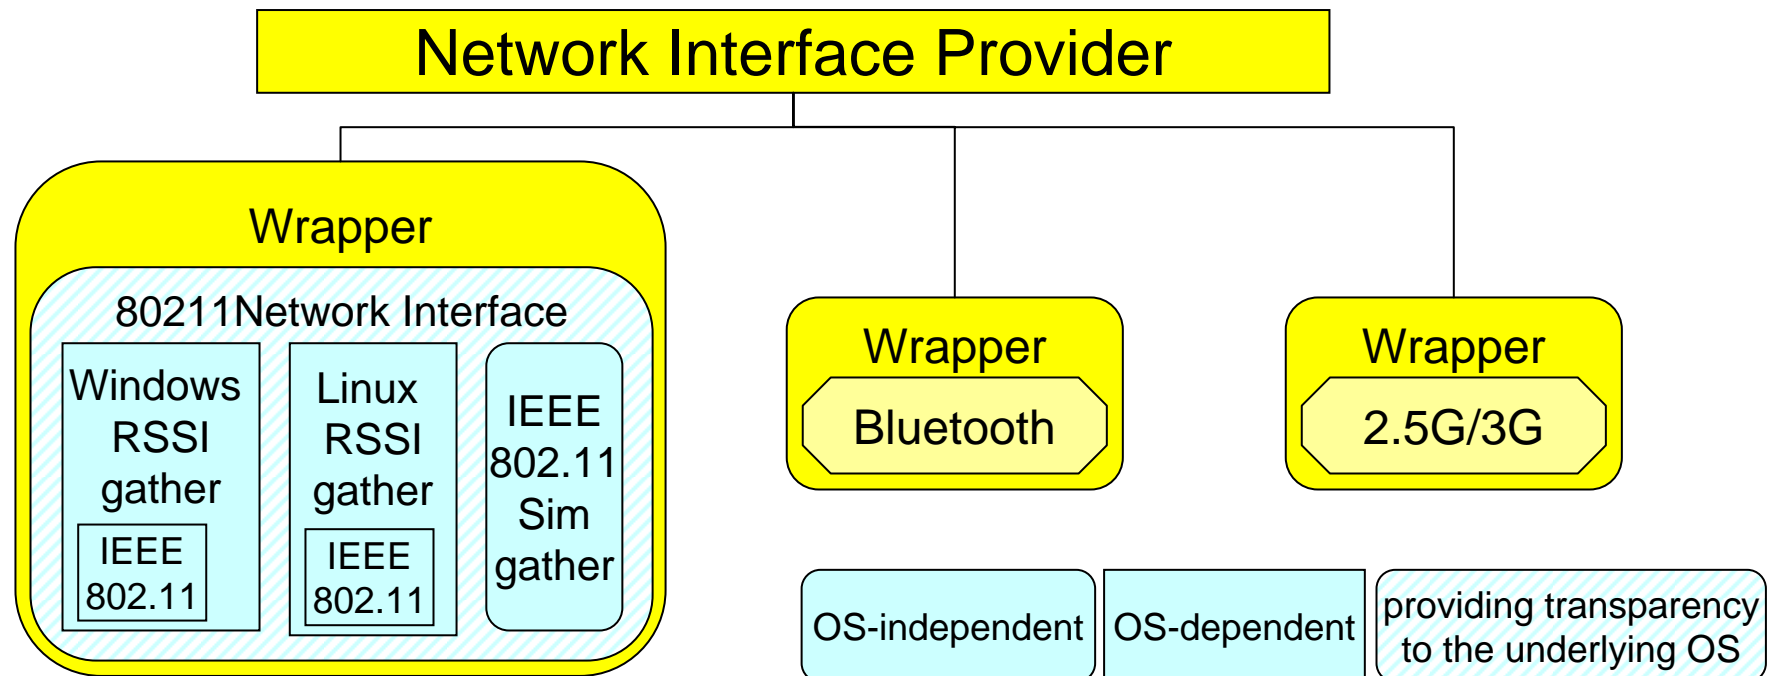 Network Interface Provider
Wrapper
80211Network Interface
Windows
RSSI
gather
IEEE
802.11
Linux
RSSI
gather
IEEE
802.11
IEEE
802.11
Sim
gather
Wrapper
Bluetooth
Wrapper
2.5G/3G
OS-independent
OS-dependent
providing transparency
to the underlying OS